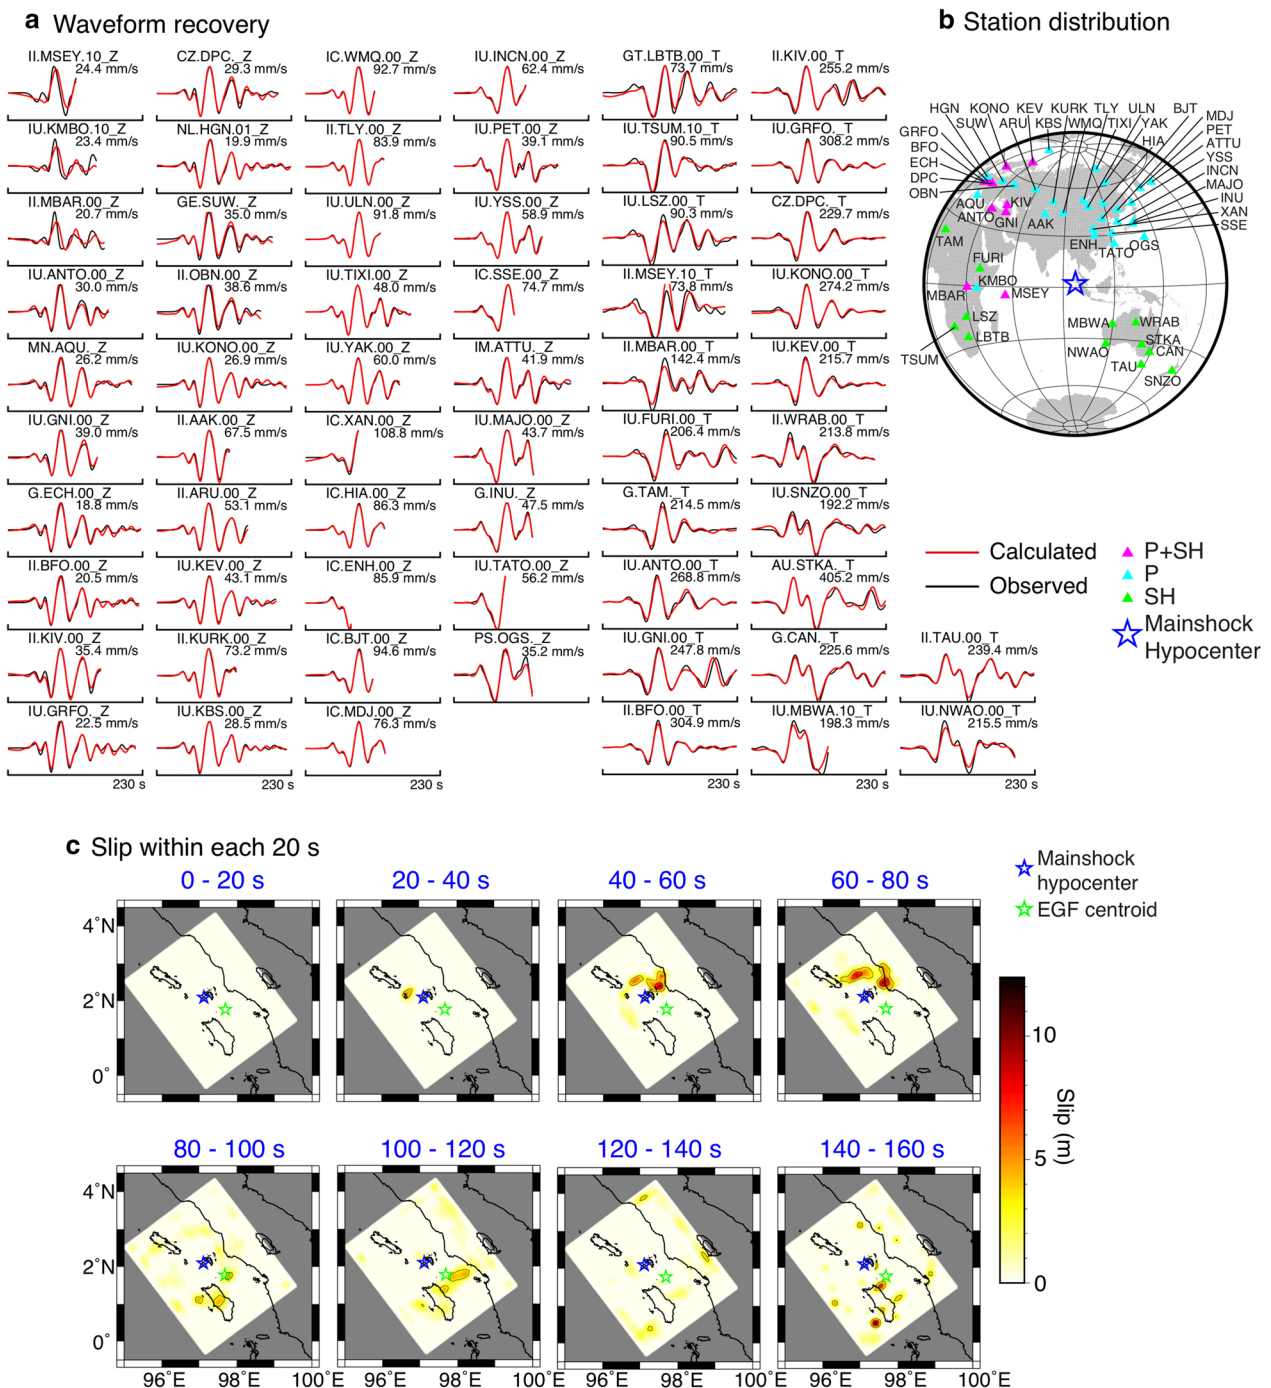 a Waveform recovery
II.MSEY.10_Z
24.4 mm/s
IU.KMBO.10_Z
23.4 mm/s
II.MBAR.00_Z
20.7 mm/s
IU.ANTO.00_Z
30.0 mm/s
MN.AQU._Z
26.2 mm/s
IU.GNI.00_Z
39.0 mm/s
G.ECH.00_Z
18.8 mm/s
II.BFO.00_Z
20.5 mm/s
II.KIV.00_Z
35.4 mm/s
IU.GRFO._Z
22.5 mm/s
230 s
CZ.DPC._Z
29.3 mm/s
NL.HGN.01_Z
19.9 mm/s
GE.SUW._Z
35.0 mm/s
II.OBN.00_Z
38.6 mm/s
IU.KONO.00_Z
26.9 mm/s
II.AAK.00_Z
67.5 mm/s
II.ARU.00_Z
53.1 mm/s
IU.KEV.00_Z
43.1 mm/s
II.KURK.00_Z
73.2 mm/s
IU.KBS.00_Z
28.5 mm/s
230 s
IC.WMQ.00_Z
92.7 mm/s
II.TLY.00_Z
83.9 mm/s
IU.ULN.00_Z
91.8 mm/s
IU.TIXI.00_Z
48.0 mm/s
IU.YAK.00_Z
60.0 mm/s
IC.XAN.00_Z
108.8 mm/s
IC.HIA.00_Z
86.3 mm/s
IC.ENH.00_Z
85.9 mm/s
IC.BJT.00_Z
94.6 mm/s
IC.MDJ.00_Z
76.3 mm/s
230 s
IU.INCN.00_Z
62.4 mm/s
IU.PET.00_Z
39.1 mm/s
IU.YSS.00_Z
58.9 mm/s
IC.SSE.00_Z
74.7 mm/s
IM.ATTU._Z
41.9 mm/s
IU.MAJO.00_Z
43.7 mm/s
G.INU._Z
47.5 mm/s
IU.TATO.00_Z
56.2 mm/s
PS.OGS._Z
35.2 mm/s
GT.LBTB.00_T
73.7 mm/s
IU.TSUM.10_T
90.5 mm/s
IU.LSZ.00_T
90.3 mm/s
II.MSEY.10_T
73.8 mm/s
II.MBAR.00_T
142.4 mm/s
IU.FURI.00_T
206.4 mm/s
G.TAM._T
214.5 mm/s
IU.ANTO.00_T
268.8 mm/s
IU.GNI.00_T
247.8 mm/s
II.BFO.00_T
304.9 mm/s
230 s
II.KIV.00_T
255.2 mm/s
IU.GRFO._T
308.2 mm/s
CZ.DPC._T
229.7 mm/s
IU.KONO.00_T
274.2 mm/s
IU.KEV.00_T
215.7 mm/s
II.WRAB.00_T
213.8 mm/s
IU.SNZO.00_T
192.2 mm/s
AU.STKA._T
405.2 mm/s
G.CAN._T
225.6 mm/s
IU.MBWA.10_T
198.3 mm/s
230 s
II.TAU.00_T
239.4 mm/s
IU.NWAO.00_T
215.5 mm/s
230 s
b Station distribution
HGN KONO KEV KURK TLY ULN BJT
SUW ARU KBS WMQ TIXI YAK
HIA
GRFO
BFO
ECH
DPC
OBN
MDJ
PET
ATTU
YSS
INCN
MAJO
INU
XAN
SSE
AQU
KIV
ANTO
GNI
AAK
ENH
TATO
OGS
TAM
FURI
KMBO
MBAR
MSEY
LSZ
LBTB
TSUM
MBWA
WRAB
STKA
CAN
NWAO
TAU
SNZO
Calculated
Observed
P+SH
P
SH
Mainshock
Hypocenter
c Slip within each 20 s
0 - 20 s
20 - 40 s
40 - 60 s
60 - 80 s
4°N
2°N
0°
80 - 100 s
100 - 120 s
120 - 140 s
140 - 160 s
4°N
2°N
0°
96°E 98°E 100°E
96°E 98°E 100°E
96°E 98°E 100°E
96°E 98°E 100°E
Mainshock
hypocenter
EGF centroid
10
5
0
Slip (m)